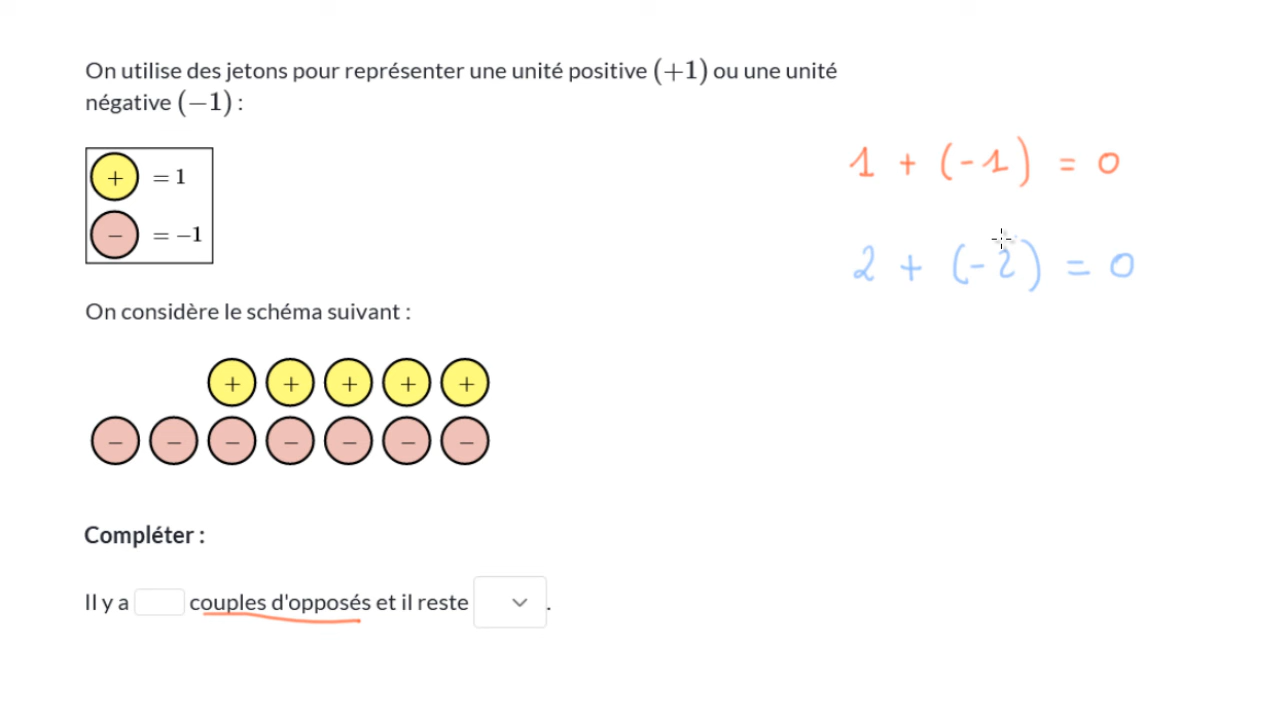 On utilise des jetons pour représenter une unité positive (+1) ou une unité
négative (−1) :
1 + (-1) = 0
+ = 1
− = −1
2 + (-2) = 0
On considère le schéma suivant :
+ + + + +
− − − − − − −
Compléter :
Il y a couples d'opposés et il reste .